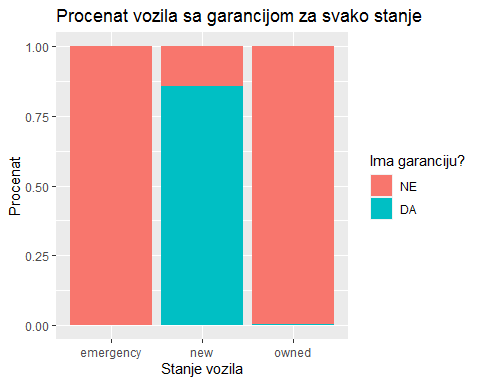 Procenat vozila sa garancijom za svako stanje
1.00
0.75
0.50
0.25
0.00
Procenat
emergency new owned
Stanje vozila
Ima garanciju?
NE
DA